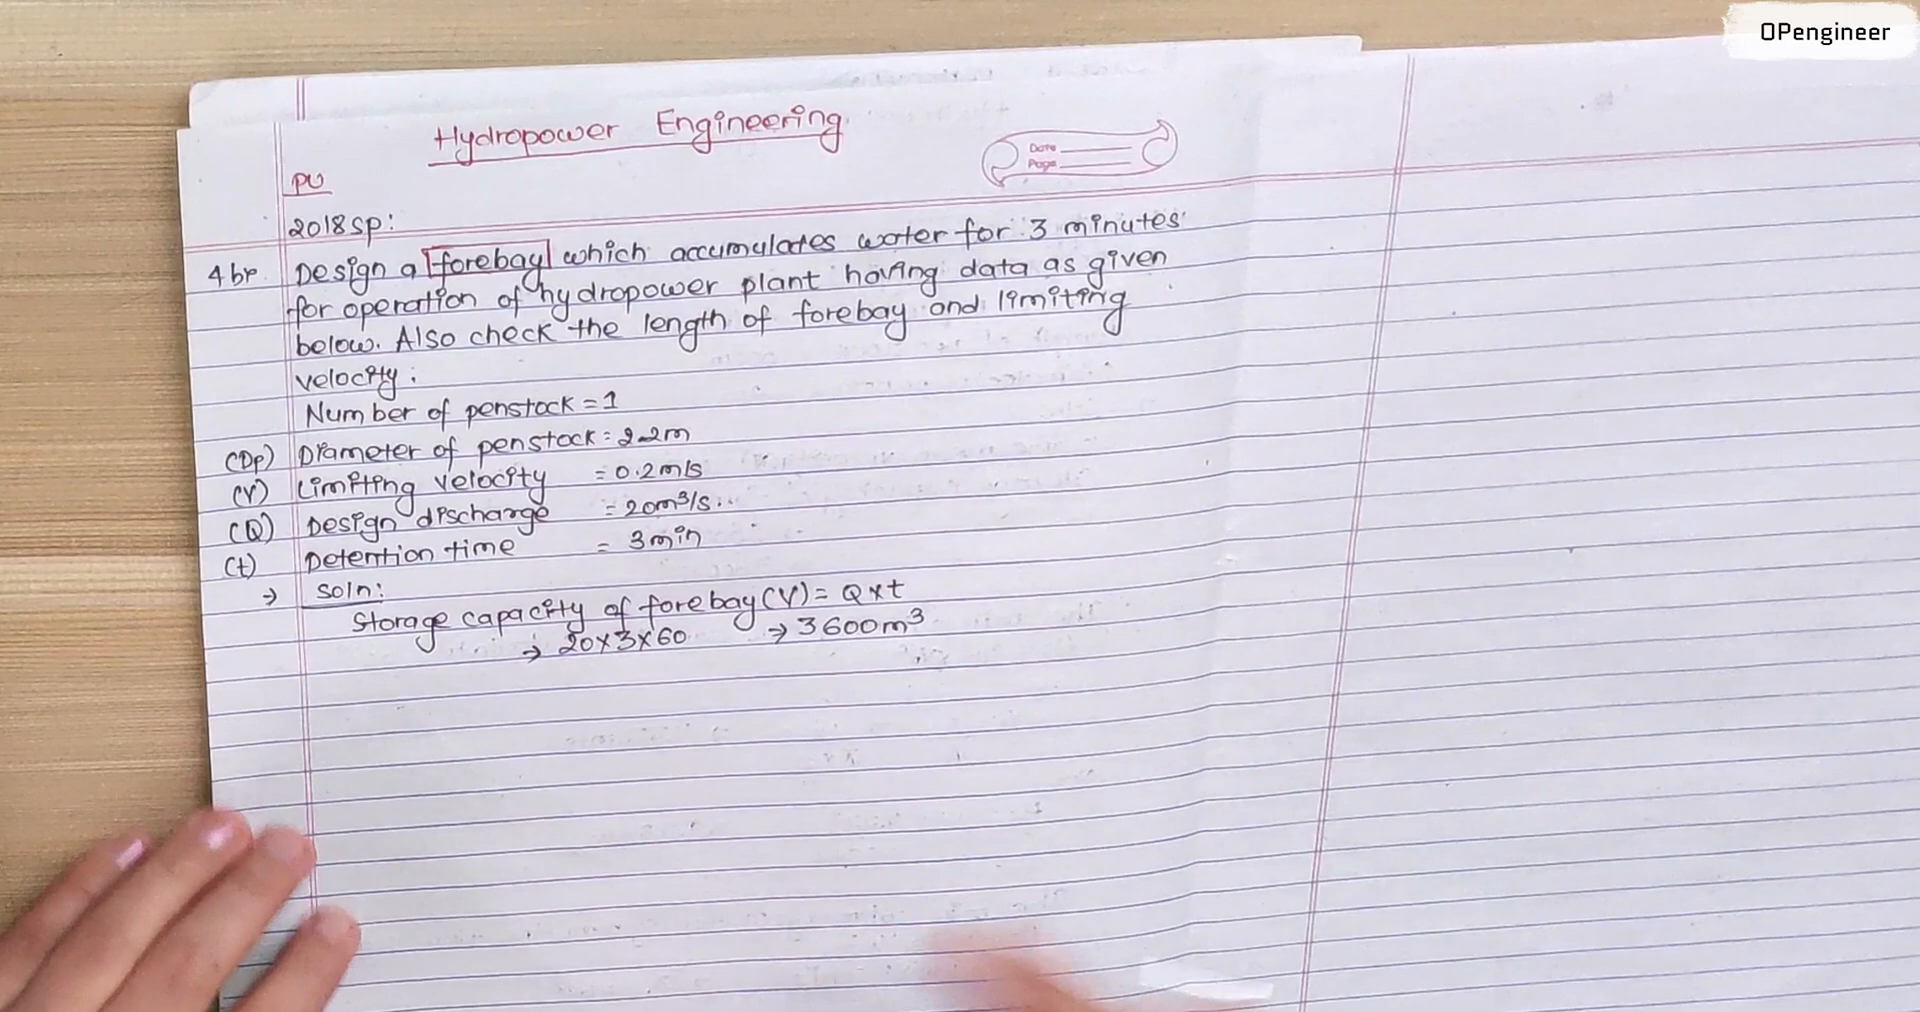 OPengineer
Hydropower Engineering
Date
Page
PU
2018 sp:
4 br. Design a forebay which accumulates water for 3 minutes
for operation of hydropower plant having data as given
below. Also check the length of forebay and limiting
velocity:
Number of penstock = 1
(Dp) Diameter of penstock = 2.2m
(V) Limiting velocity = 0.2m/s
(Q) Design discharge = 20m³/s
(t) Detention time = 3min
→ Soln:
Storage capacity of forebay (V) = Q×t
→ 20×3×60 → 3600m³